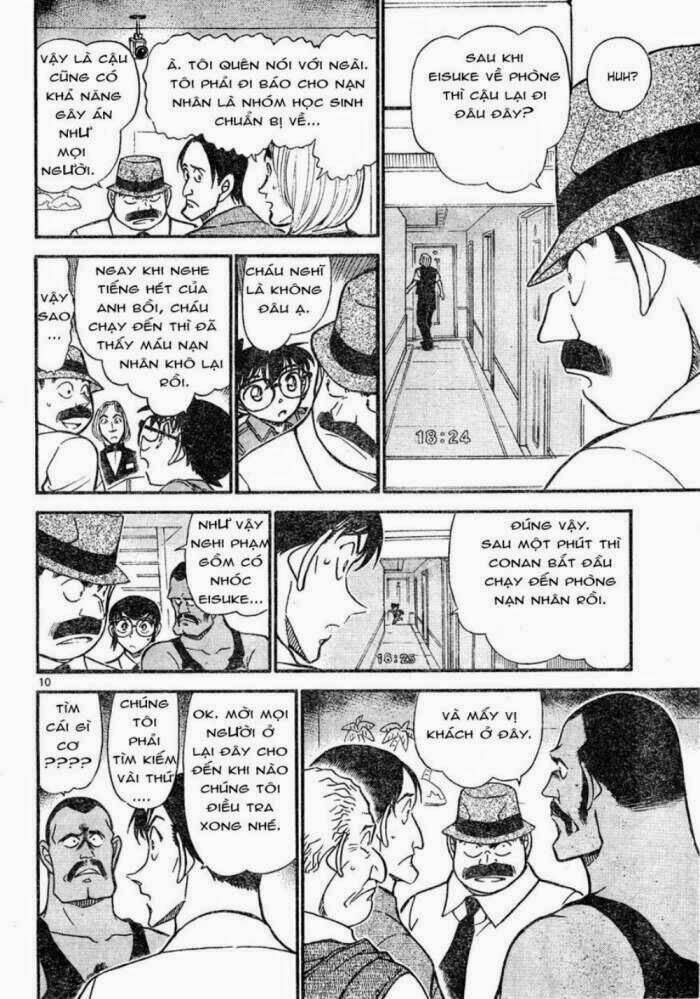 HUH?
SAU KHI
EISUKE VỀ PHÒNG
THÌ CẬU LẠI ĐI
ĐÂU ĐÂY?
18:24
À. TÔI QUÊN NÓI VỚI NGÀI.
TÔI PHẢI ĐI BÁO CHO NẠN
NHÂN LÀ NHÓM HỌC SINH
CHUẨN BỊ VỀ...
VẬY LÀ CẬU
CŨNG CÓ
KHẢ NĂNG
GÂY ÁN
NHƯ
MỌI
NGƯỜI.
CHÁU NGHĨ
LÀ KHÔNG
ĐÂU Ạ.
NGAY KHI NGHE
TIẾNG HÉT CỦA
ANH BỒI, CHÁU
CHẠY ĐẾN THÌ ĐÃ
THẤY MÁU NẠN
NHÂN KHÔ LẠI
RỒI.
VẬY
SAO
...
ĐÚNG VẬY.
SAU MỘT PHÚT THÌ
CONAN BẮT ĐẦU
CHẠY ĐẾN PHÒNG
NẠN NHÂN RỒI.
18:25
NHƯ VẬY
NGHI PHẠM
GỒM CÓ
NHÓC
EISUKE...
10
VÀ MẤY VỊ
KHÁCH Ở ĐÂY.
OK. MỜI MỌI
NGƯỜI Ở
LẠI ĐÂY CHO
ĐẾN KHI NÀO
CHÚNG TÔI
ĐIỀU TRA
XONG NHÉ.
CHÚNG
TÔI
PHẢI
TÌM KIẾM
VÀI THỨ
....
TÌM
CÁI GÌ
CƠ
????